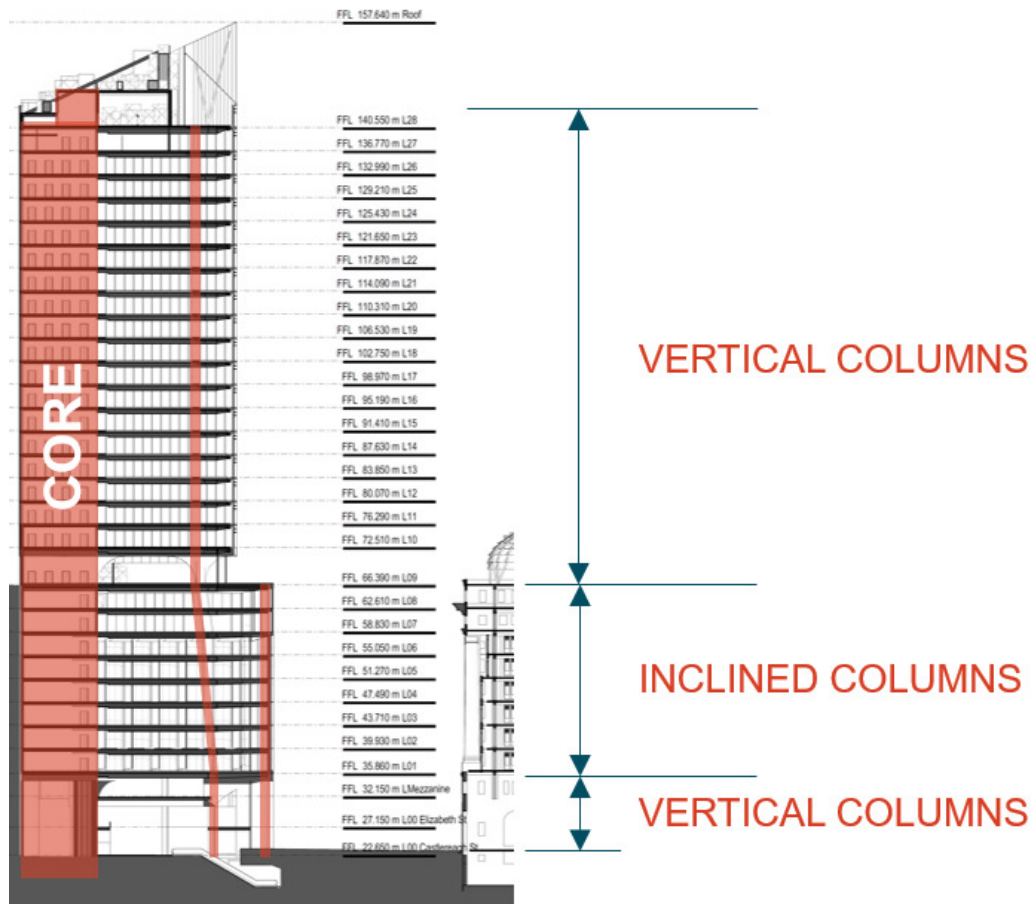 FFL 157.640 m Roof
FFL 140.550 m L28
FFL 136.770 m L27
FFL 132.990 m L26
FFL 129.210 m L25
FFL 125.430 m L24
FFL 121.650 m L23
FFL 117.870 m L22
FFL 114.090 m L21
FFL 110.310 m L20
FFL 106.530 m L19
FFL 102.750 m L18
FFL 98.970 m L17
FFL 95.190 m L16
FFL 91.410 m L15
FFL 87.630 m L14
FFL 83.850 m L13
FFL 80.070 m L12
FFL 76.290 m L11
FFL 72.510 m L10
FFL 66.390 m L09
FFL 62.610 m L08
FFL 58.830 m L07
FFL 55.050 m L06
FFL 51.270 m L05
FFL 47.490 m L04
FFL 43.710 m L03
FFL 39.930 m L02
FFL 35.860 m L01
FFL 32.150 m LMezzanine
FFL 27.150 m L00 Elizabeth St
FFL 22.650 m L00 Castlereagh St
CORE
VERTICAL COLUMNS
INCLINED COLUMNS
VERTICAL COLUMNS